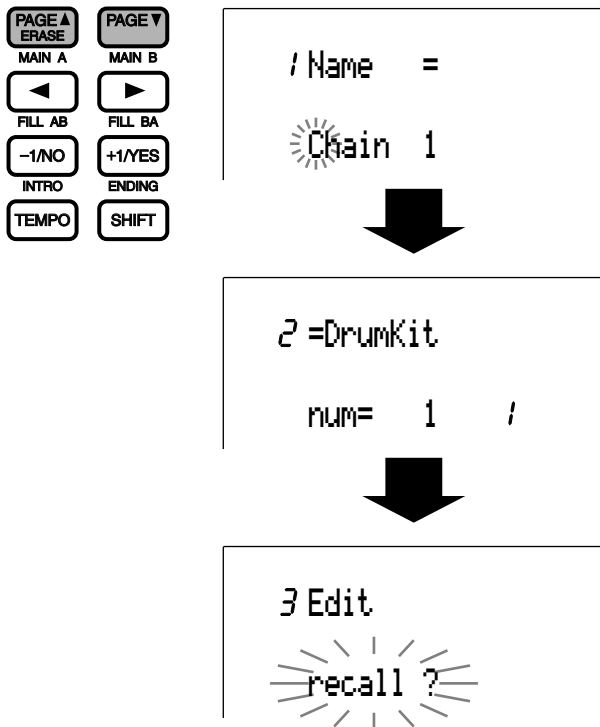 PAGE▲ PAGE▼
ERASE
MAIN A MAIN B
◄ ►
FILL AB FILL BA
–1/NO +1/YES
INTRO ENDING
TEMPO SHIFT
1 Name =
Chain 1
2 =DrumKit
num= 1 1
3 Edit
recall ?